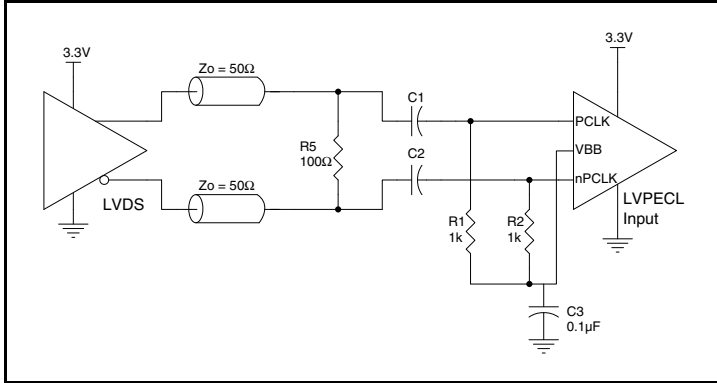 3.3V
3.3V
Zo = 50Ω
C1
PCLK
R5
100Ω
VBB
C2
nPCLK
Zo = 50Ω
LVDS
LVPECL
Input
R1
1k
R2
1k
C3
0.1µF